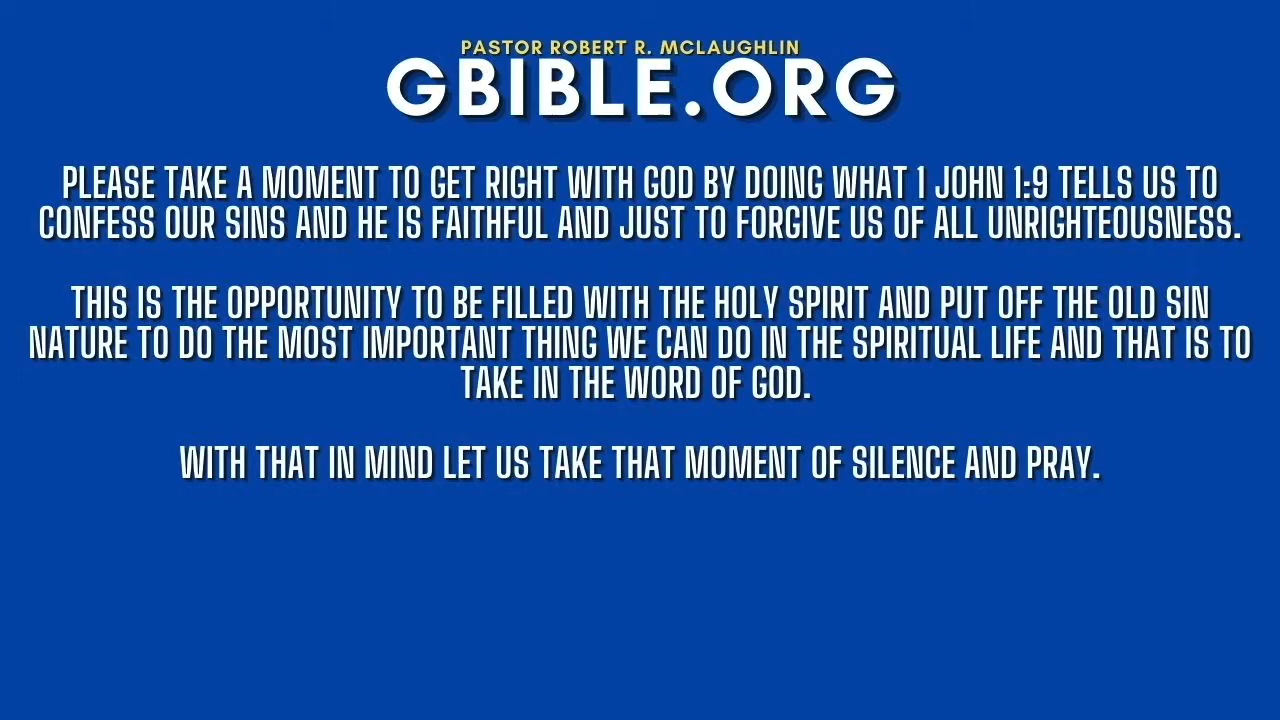 PASTOR ROBERT R. MCLAUGHLIN
GBIBLE.ORG
PLEASE TAKE A MOMENT TO GET RIGHT WITH GOD BY DOING WHAT 1 JOHN 1:9 TELLS US TO
CONFESS OUR SINS AND HE IS FAITHFUL AND JUST TO FORGIVE US OF ALL UNRIGHTEOUSNESS.
THIS IS THE OPPORTUNITY TO BE FILLED WITH THE HOLY SPIRIT AND PUT OFF THE OLD SIN
NATURE TO DO THE MOST IMPORTANT THING WE CAN DO IN THE SPIRITUAL LIFE AND THAT IS TO
TAKE IN THE WORD OF GOD.
WITH THAT IN MIND LET US TAKE THAT MOMENT OF SILENCE AND PRAY.